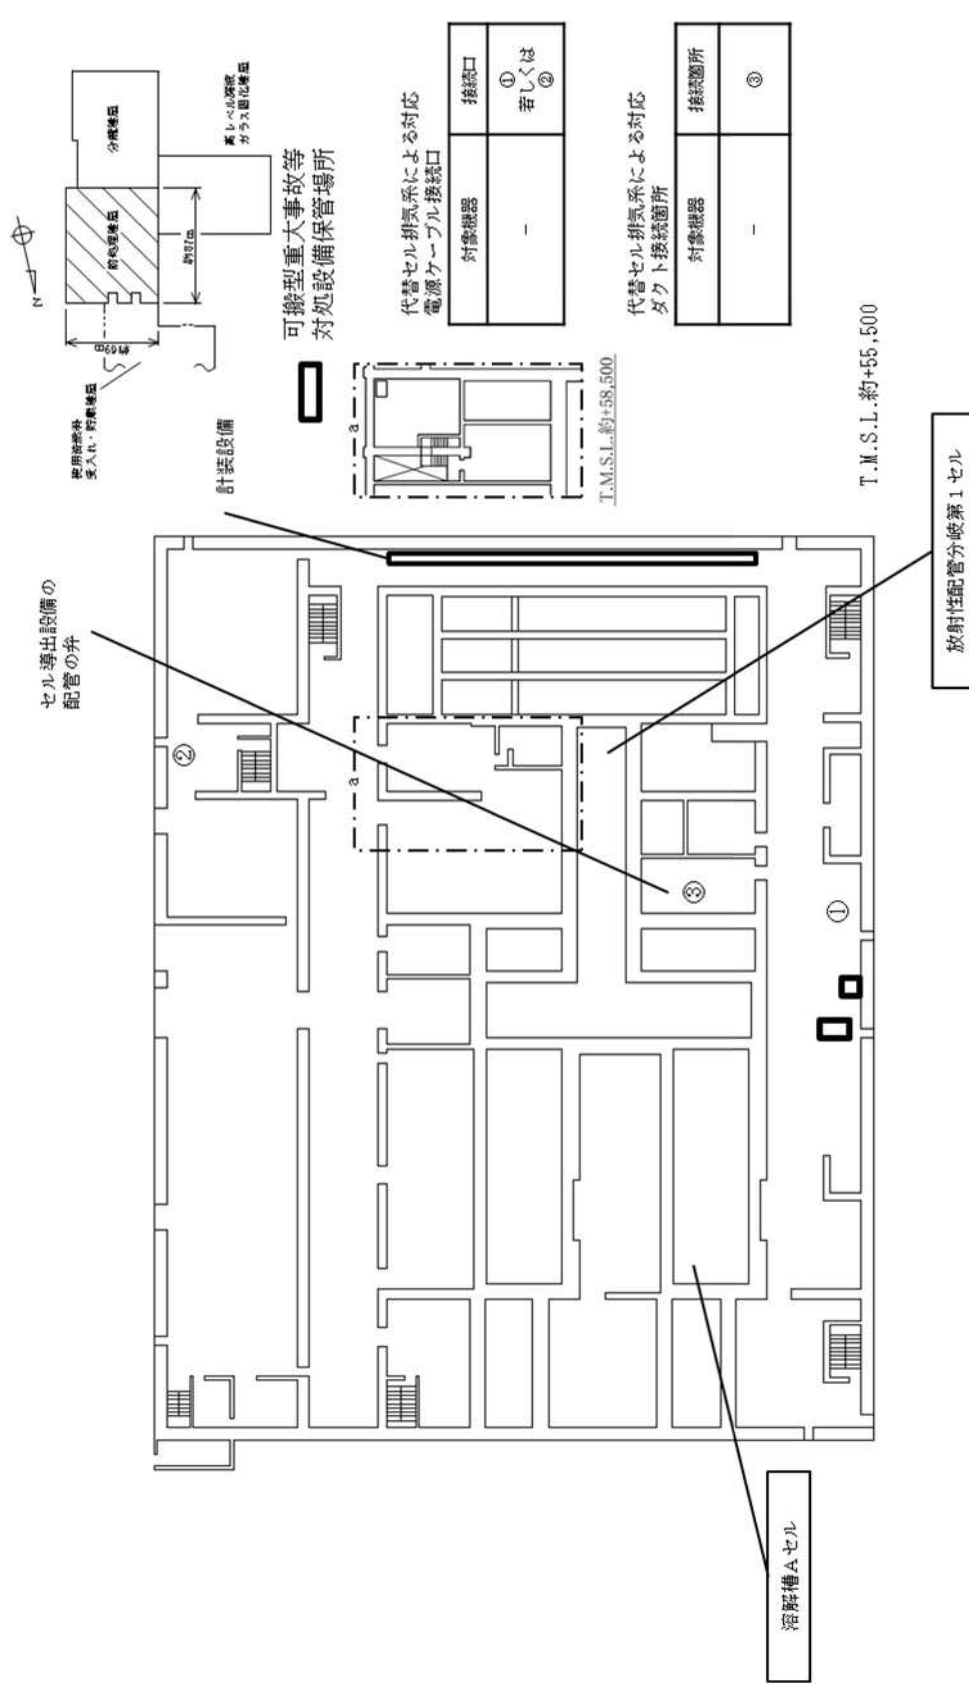 使用済燃料
受入れ・貯蔵建屋
N
約69m
前処理建屋
約87m
分離建屋
高レベル廃液
ガラス固化建屋
可搬型重大事故等
対処設備保管場所
代替セル排気系による対応
電源ケーブル接続口
対象機器 接続口
－ ①
若しくは
②
代替セル排気系による対応
ダクト接続箇所
対象機器 接続箇所
－ ③
a
T.M.S.L.約+58,500
T.M.S.L.約+55,500
セル導出設備の
配管の弁
計装設備
②
a
③
①
溶解槽Aセル
放射性配管分岐第1セル